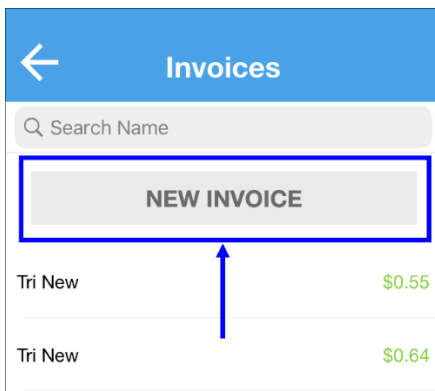 Invoices
Search Name
NEW INVOICE
Tri New $0.55
Tri New $0.64